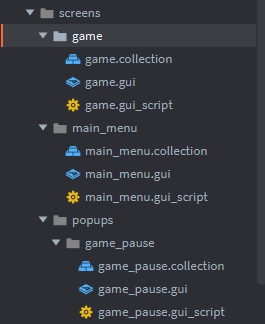 screens
game
game.collection
game.gui
game.gui_script
main_menu
main_menu.collection
main_menu.gui
main_menu.gui_script
popups
game_pause
game_pause.collection
game_pause.gui
game_pause.gui_script